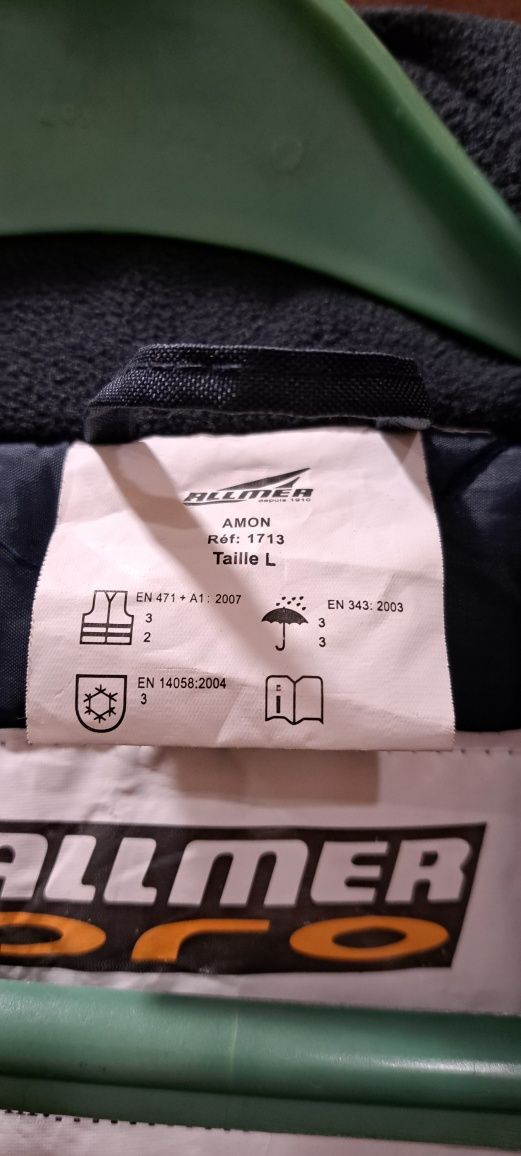 ALLMER
depuis 1910
AMON
Réf: 1713
Taille L
EN 471 + A1 : 2007
3
2
EN 343: 2003
3
3
EN 14058:2004
3
i
ALLMER
pro